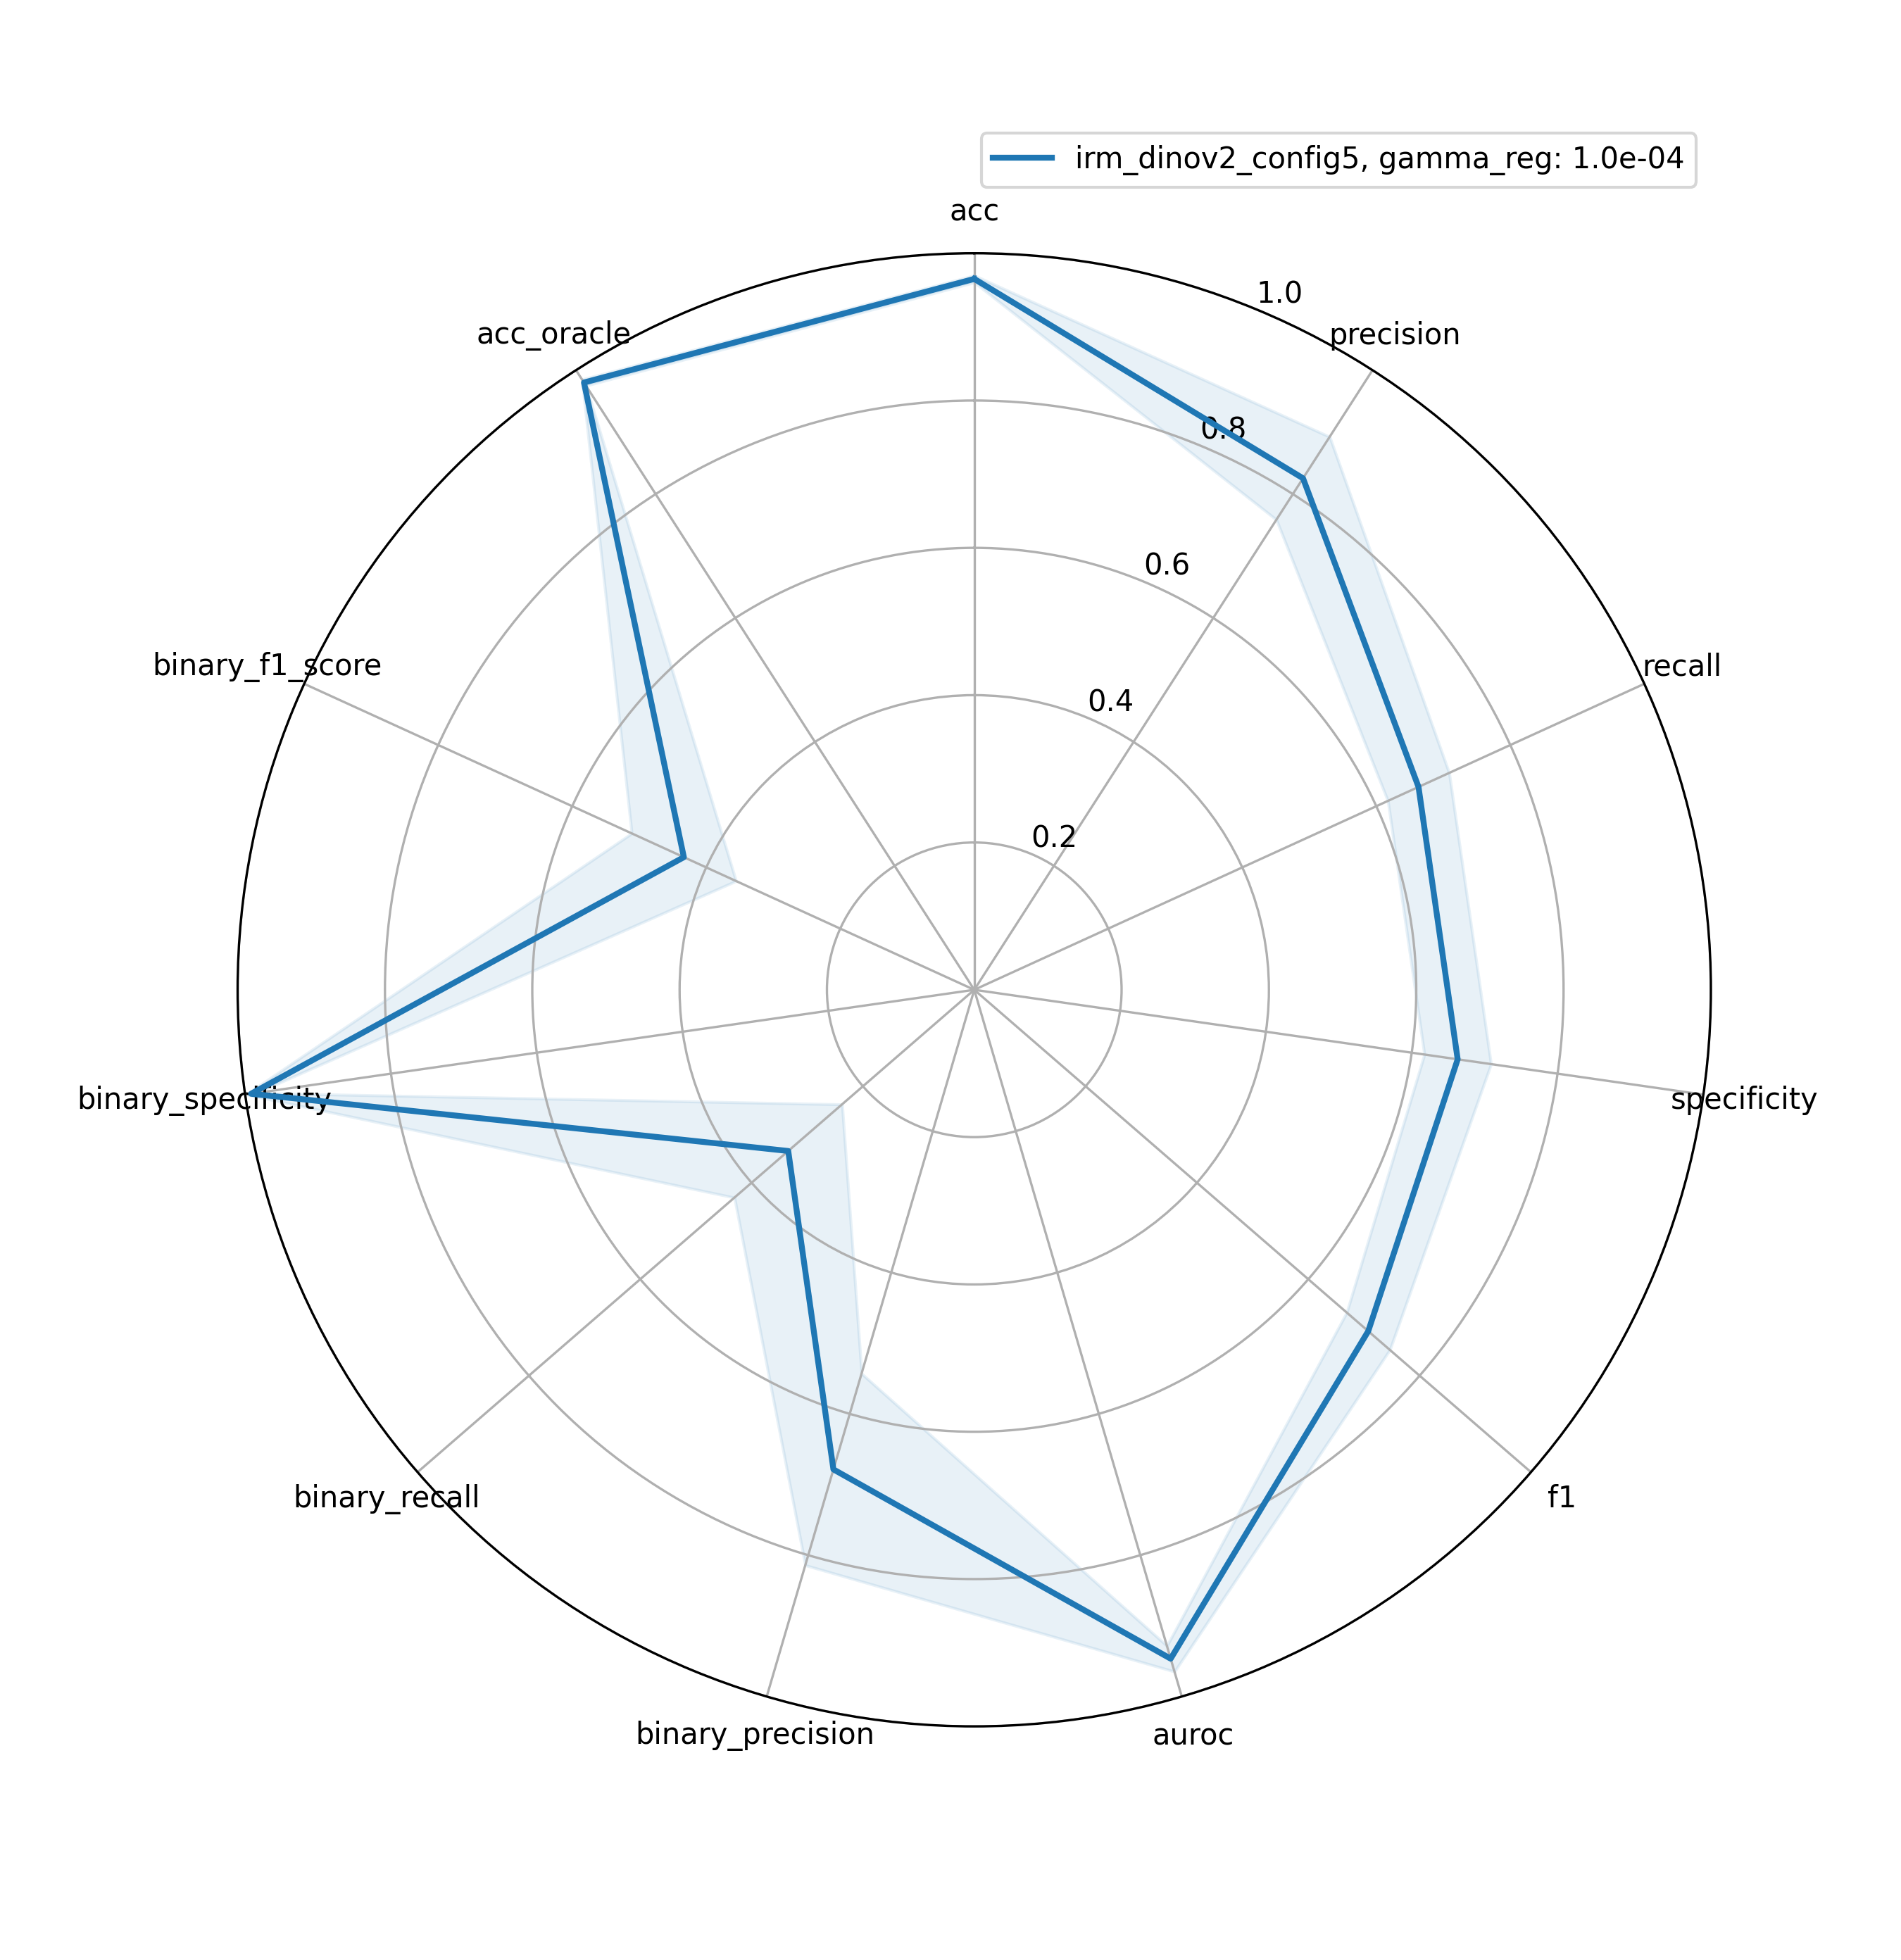 irm_dinov2_config5, gamma_reg: 1.0e-04
acc
1.0
acc_oracle
precision
0.8
0.6
binary_f1_score
recall
0.4
0.2
binary_specificity
specificity
binary_recall
f1
binary_precision
auroc